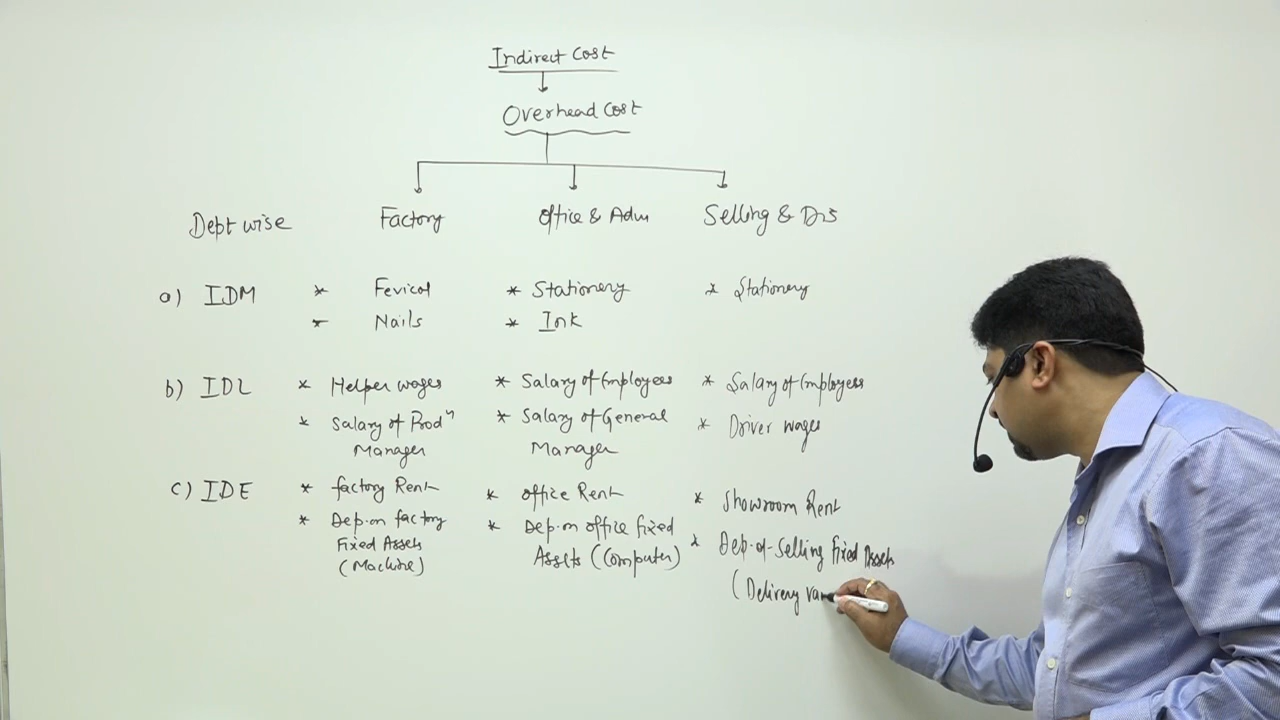 Indirect Cost
Overhead Cost
Dept wise Factory Office & Adm Selling & Dis
a) IDM * Fevicol * Stationery * Stationery
* Nails * Ink
b) IDL * Helper wages * Salary of Employees * Salary of Employees
* Salary of Prodn * Salary of General * Driver wages
Manager Manager
c) IDE * factory Rent * office Rent * Showroom Rent
* Dep. on factory * Dep. on office fixed * Dep. of Selling fixed Assets
Fixed Assets Assets (Computer) (Delivery van
(Machine)